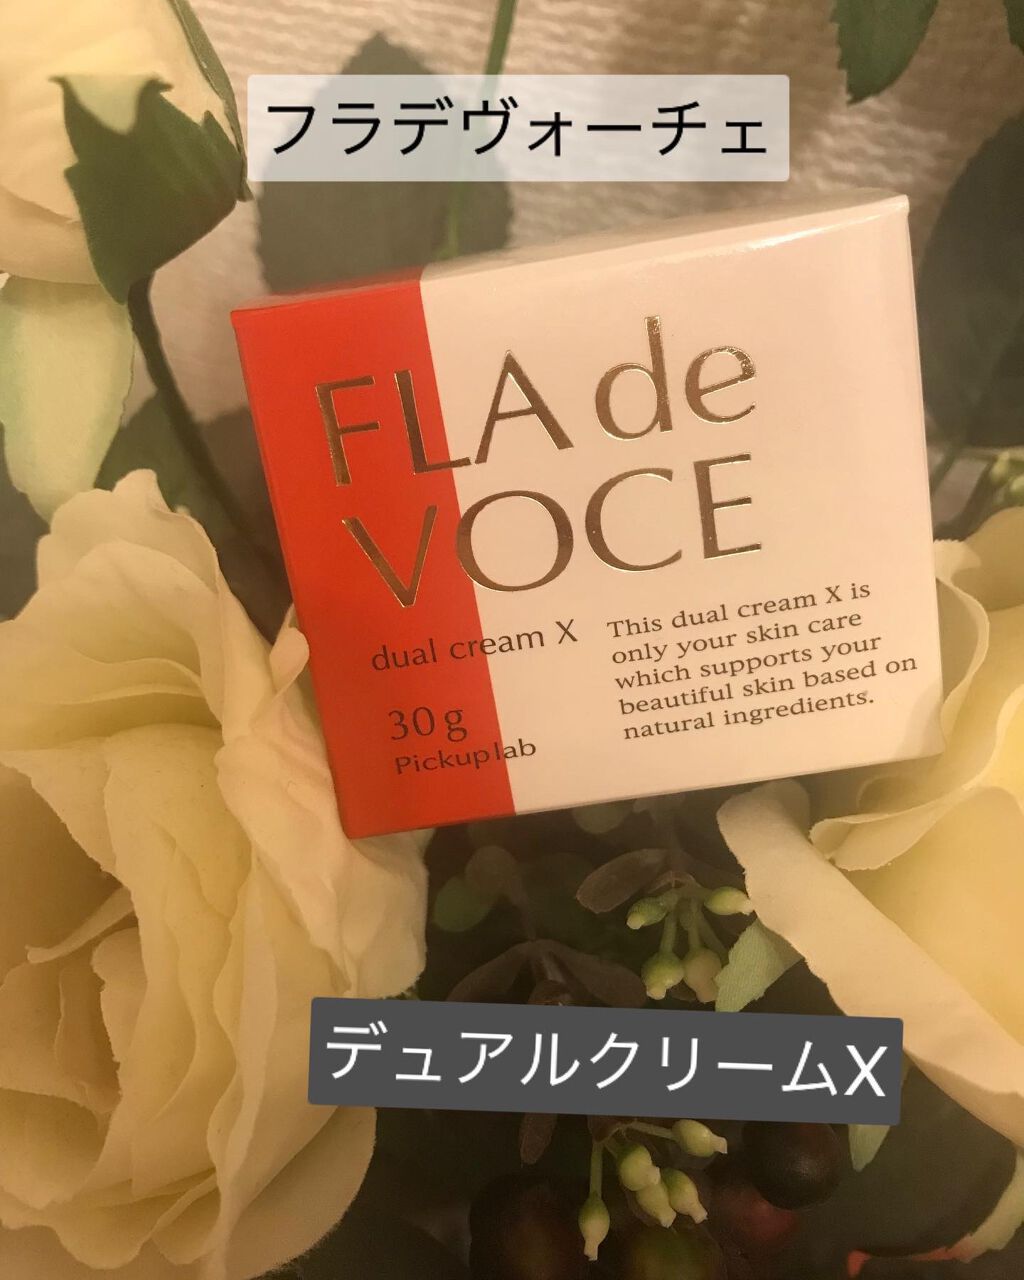 フラデヴォーチェ
FLA de
VOCE
dual cream X
30g
Pickup lab
This dual cream X is
only your skin care
which supports your
beautiful skin based on
natural ingredients.
デュアルクリームX